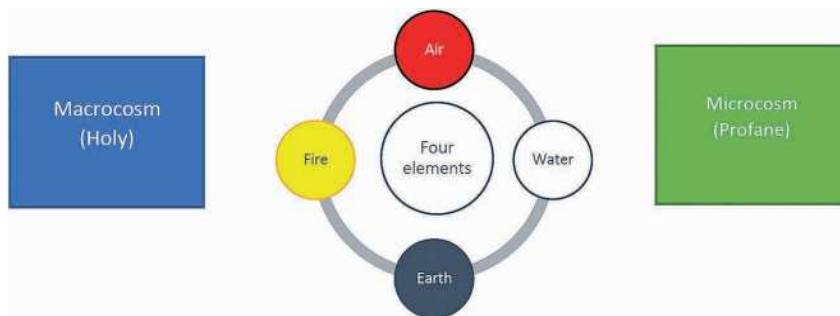 Air
Macrocosm
(Holy)
Microcosm
(Profane)
Fire
Four
elements
Water
Earth